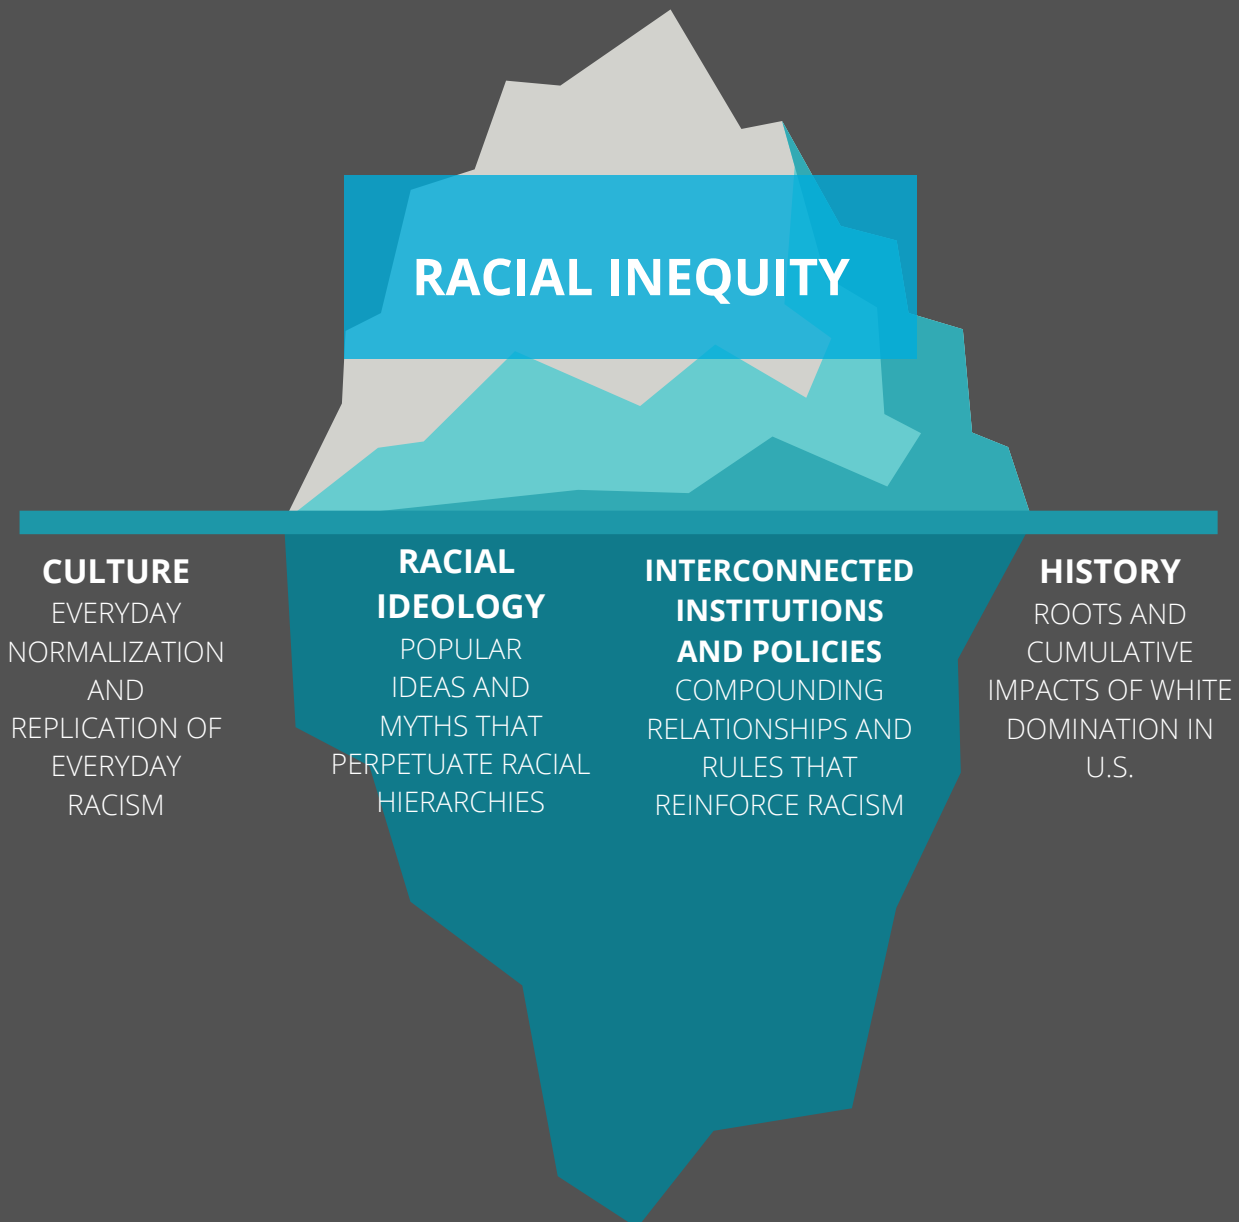 RACIAL INEQUITY
CULTURE
EVERYDAY
NORMALIZATION
AND
REPLICATION OF
EVERYDAY
RACISM
RACIAL
IDEOLOGY
POPULAR
IDEAS AND
MYTHS THAT
PERPETUATE RACIAL
HIERARCHIES
INTERCONNECTED
INSTITUTIONS
AND POLICIES
COMPOUNDING
RELATIONSHIPS AND
RULES THAT
REINFORCE RACISM
HISTORY
ROOTS AND
CUMULATIVE
IMPACTS OF WHITE
DOMINATION IN
U.S.